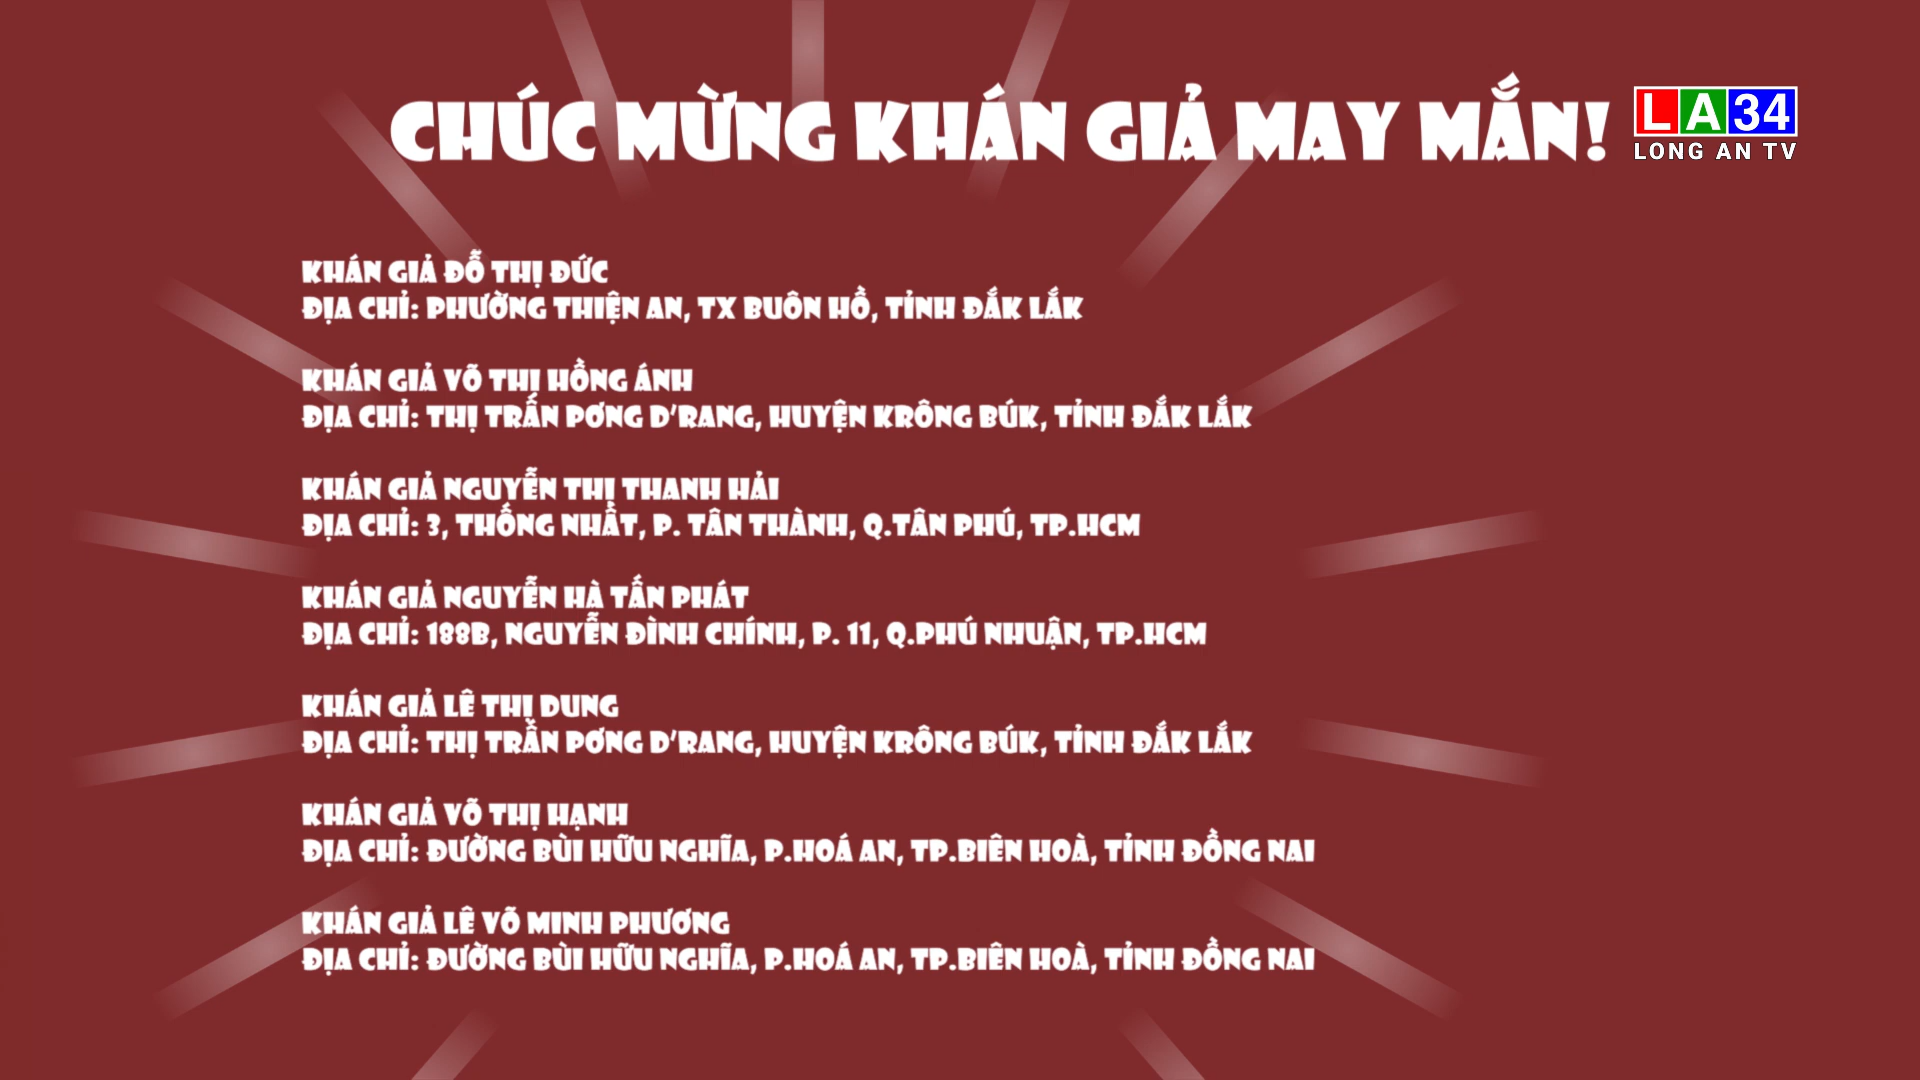 CHÚC MỪNG KHÁN GIẢ MAY MẮN!
LA34
LONG AN TV
KHÁN GIẢ ĐỖ THỊ ĐỨC
ĐỊA CHỈ: PHƯỜNG THIỆN AN, TX BUÔN HỒ, TỈNH ĐẮK LẮK
KHÁN GIẢ VÕ THỊ HỒNG ÁNH
ĐỊA CHỈ: THỊ TRẤN PƠNG D'RANG, HUYỆN KRÔNG BÚK, TỈNH ĐẮK LẮK
KHÁN GIẢ NGUYỄN THỊ THANH HẢI
ĐỊA CHỈ: 3, THỐNG NHẤT, P. TÂN THÀNH, Q.TÂN PHÚ, TP.HCM
KHÁN GIẢ NGUYỄN HÀ TẤN PHÁT
ĐỊA CHỈ: 188B, NGUYỄN ĐÌNH CHÍNH, P. 11, Q.PHÚ NHUẬN, TP.HCM
KHÁN GIẢ LÊ THỊ DUNG
ĐỊA CHỈ: THỊ TRẤN PƠNG D'RANG, HUYỆN KRÔNG BÚK, TỈNH ĐẮK LẮK
KHÁN GIẢ VÕ THỊ HẠNH
ĐỊA CHỈ: ĐƯỜNG BÙI HỮU NGHĨA, P.HOÁ AN, TP.BIÊN HOÀ, TỈNH ĐỒNG NAI
KHÁN GIẢ LÊ VÕ MINH PHƯƠNG
ĐỊA CHỈ: ĐƯỜNG BÙI HỮU NGHĨA, P.HOÁ AN, TP.BIÊN HOÀ, TỈNH ĐỒNG NAI